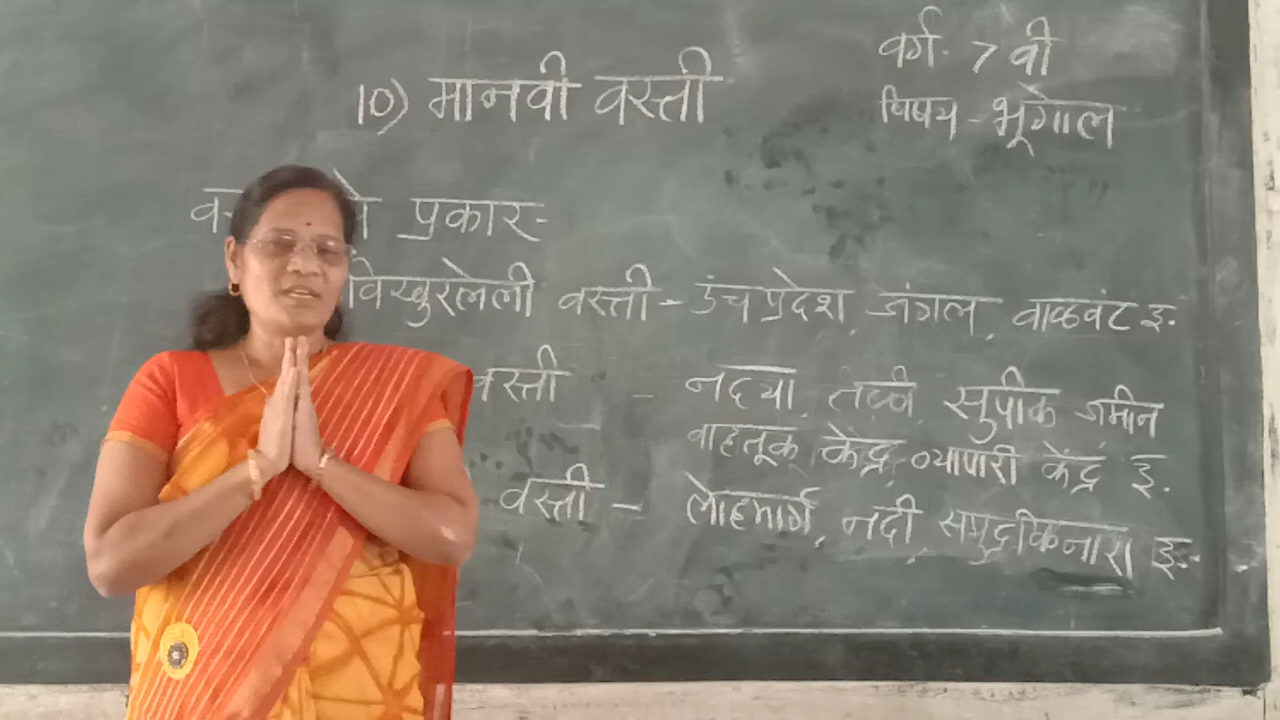 वर्ग. 7 वी
विषय - भूगोल
10) मानवी वस्ती
प्रकार-
विखुरलेली वस्ती - उंच प्रदेश, जंगल, वाळवंट इ.
वस्ती - नद्या, तळवे सुपीक जमीन
वाहतूक केंद्र, व्यापारी केंद्र इ.
वस्ती - लोहमार्ग, नदी, समुद्रकिनारा इ.